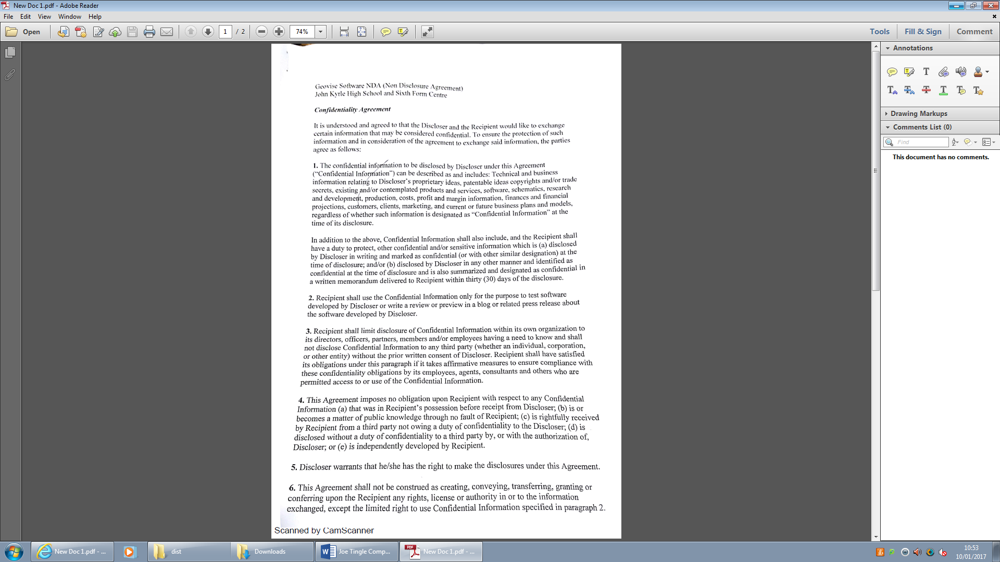 New Doc 1.pdf - Adobe Reader
File Edit View Window Help
Open 1 / 2 74% Tools Fill & Sign Comment
Annotations
Drawing Markups
Comments List (0)
Find
This document has no comments.
Geovise Software NDA (Non Disclosure Agreement)
John Kyrle High School and Sixth Form Centre
Confidentiality Agreement
It is understood and agreed to that the Discloser and the Recipient would like to exchange
certain information that may be considered confidential. To ensure the protection of such
information and in consideration of the agreement to exchange said information, the parties
agree as follows:
1. The confidential information to be disclosed by Discloser under this Agreement
(“Confidential Information”) can be described as and includes: Technical and business
information relating to Discloser’s proprietary ideas, patentable ideas copyrights and/or trade
secrets, existing and/or contemplated products and services, software, schematics, research
and development, production, costs, profit and margin information, finances and financial
projections, customers, clients, marketing, and current or future business plans and models,
regardless of whether such information is designated as “Confidential Information” at the
time of its disclosure.
In addition to the above, Confidential Information shall also include, and the Recipient shall
have a duty to protect, other confidential and/or sensitive information which is (a) disclosed
by Discloser in writing and marked as confidential (or with other similar designation) at the
time of disclosure; and/or (b) disclosed by Discloser in any other manner and identified as
confidential at the time of disclosure and is also summarized and designated as confidential in
a written memorandum delivered to Recipient within thirty (30) days of the disclosure.
2. Recipient shall use the Confidential Information only for the purpose to test software
developed by Discloser or write a review or preview in a blog or related press release about
the software developed by Discloser.
3. Recipient shall limit disclosure of Confidential Information within its own organization to
its directors, officers, partners, members and/or employees having a need to know and shall
not disclose Confidential Information to any third party (whether an individual, corporation,
or other entity) without the prior written consent of Discloser. Recipient shall have satisfied
its obligations under this paragraph if it takes affirmative measures to ensure compliance with
these confidentiality obligations by its employees, agents, consultants and others who are
permitted access to or use of the Confidential Information.
4. This Agreement imposes no obligation upon Recipient with respect to any Confidential
Information (a) that was in Recipient’s possession before receipt from Discloser; (b) is or
becomes a matter of public knowledge through no fault of Recipient; (c) is rightfully received
by Recipient from a third party not owing a duty of confidentiality to the Discloser; (d) is
disclosed without a duty of confidentiality to a third party by, or with the authorization of,
Discloser; or (e) is independently developed by Recipient.
5. Discloser warrants that he/she has the right to make the disclosures under this Agreement.
6. This Agreement shall not be construed as creating, conveying, transferring, granting or
conferring upon the Recipient any rights, license or authority in or to the information
exchanged, except the limited right to use Confidential Information specified in paragraph 2.
Scanned by CamScanner
New Doc 1.pdf - ... dist Downloads Joe Tingle Comp... New Doc 1.pdf - ...
10:53
10/01/2017